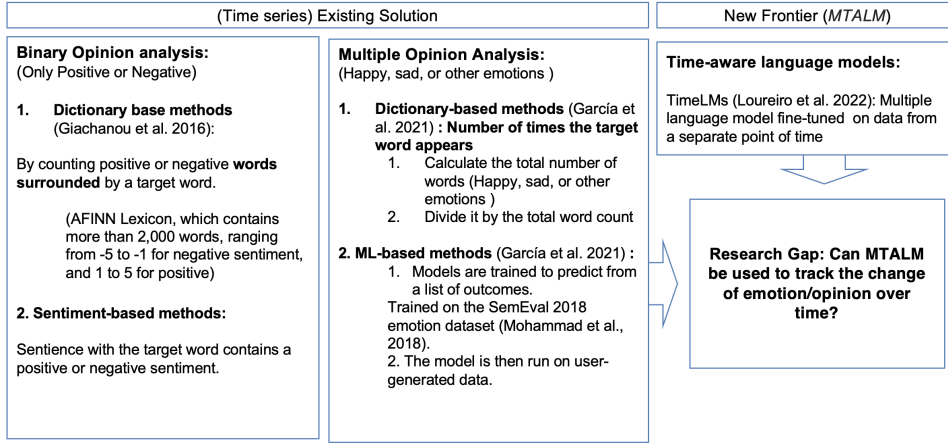 (Time series) Existing Solution
New Frontier (MTALM)
Binary Opinion analysis:
(Only Positive or Negative)
1. Dictionary base methods
(Giachanou et al. 2016):
By counting positive or negative words
surrounded by a target word.
(AFINN Lexicon, which contains
more than 2,000 words, ranging
from -5 to -1 for negative sentiment,
and 1 to 5 for positive)
2. Sentiment-based methods:
Sentience with the target word contains a
positive or negative sentiment.
Multiple Opinion Analysis:
(Happy, sad, or other emotions )
1. Dictionary-based methods (García et
al. 2021) : Number of times the target
word appears
1. Calculate the total number of
words (Happy, sad, or other
emotions )
2. Divide it by the total word count
2. ML-based methods (García et al. 2021) :
1. Models are trained to predict from
a list of outcomes.
Trained on the SemEval 2018
emotion dataset (Mohammad et al.,
2018).
2. The model is then run on user-
generated data.
Time-aware language models:
TimeLMs (Loureiro et al. 2022): Multiple
language model fine-tuned on data from
a separate point of time
Research Gap: Can MTALM
be used to track the change
of emotion/opinion over
time?